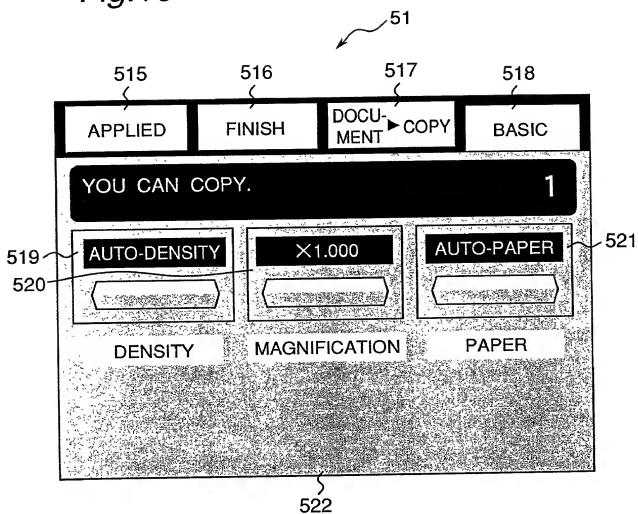 51
515 516 517 518
APPLIED FINISH DOCU-MENT ▶ COPY BASIC
YOU CAN COPY. 1
519 AUTO-DENSITY ×1.000 AUTO-PAPER 521
520
DENSITY MAGNIFICATION PAPER
522